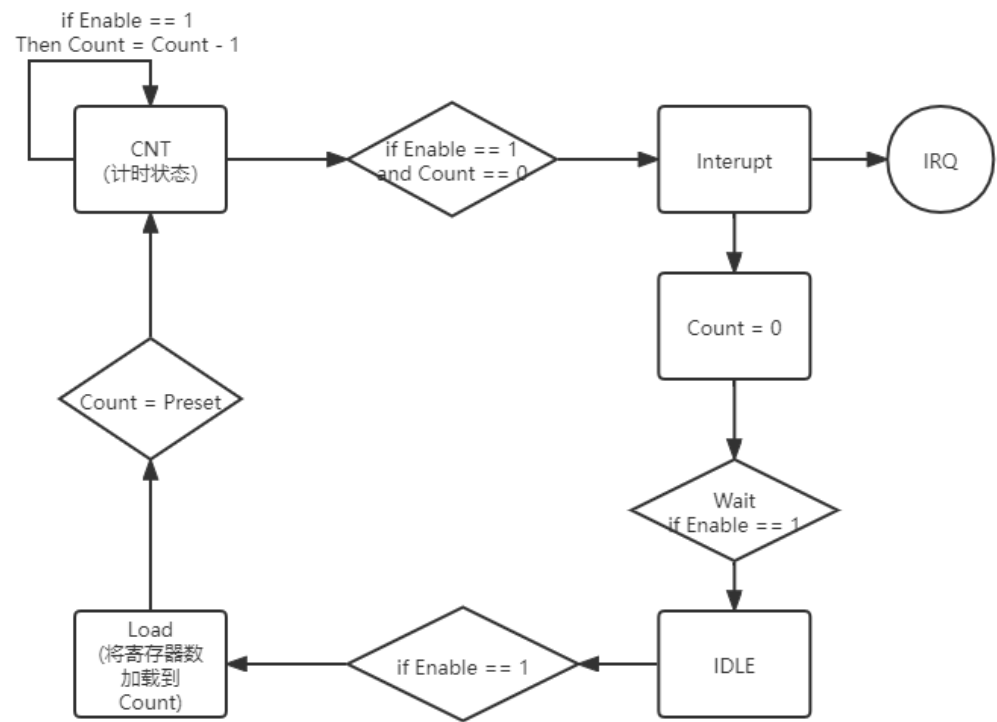 if Enable == 1
Then Count = Count - 1
CNT
(计时状态)
if Enable == 1
and Count == 0
Interupt
IRQ
Count = 0
Count = Preset
Wait
if Enable == 1
Load
(将寄存器数
加载到
Count)
if Enable == 1
IDLE